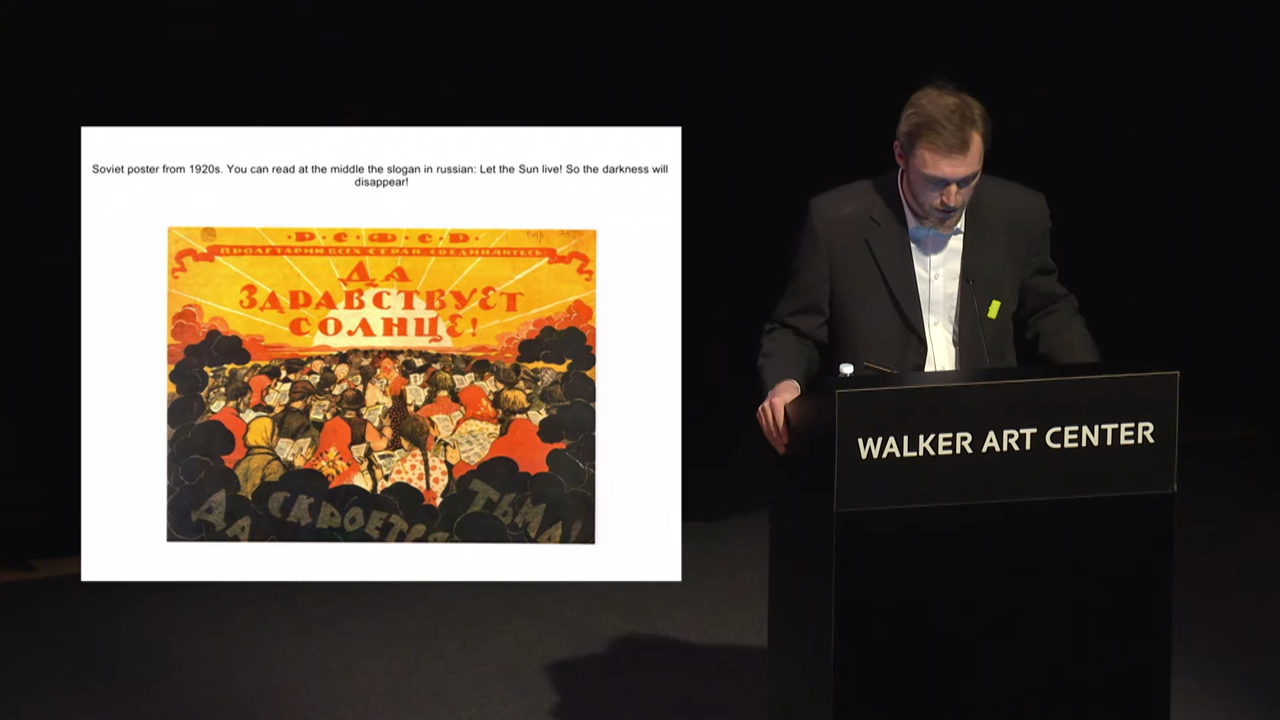 Soviet poster from 1920s. You can read at the middle the slogan in russian: Let the Sun live! So the darkness will
disappear!
·Р·С·Ф·С·Р·
ПРОЛЕТАРИИ ВСЕХ СТРАН, СОЕДИНЯЙТЕСЬ!
ДА
ЗДРАВСТВУЕТ
СОЛНЦЕ!
ДА СКРОЕТСЯ ТЬМА!
WALKER ART CENTER